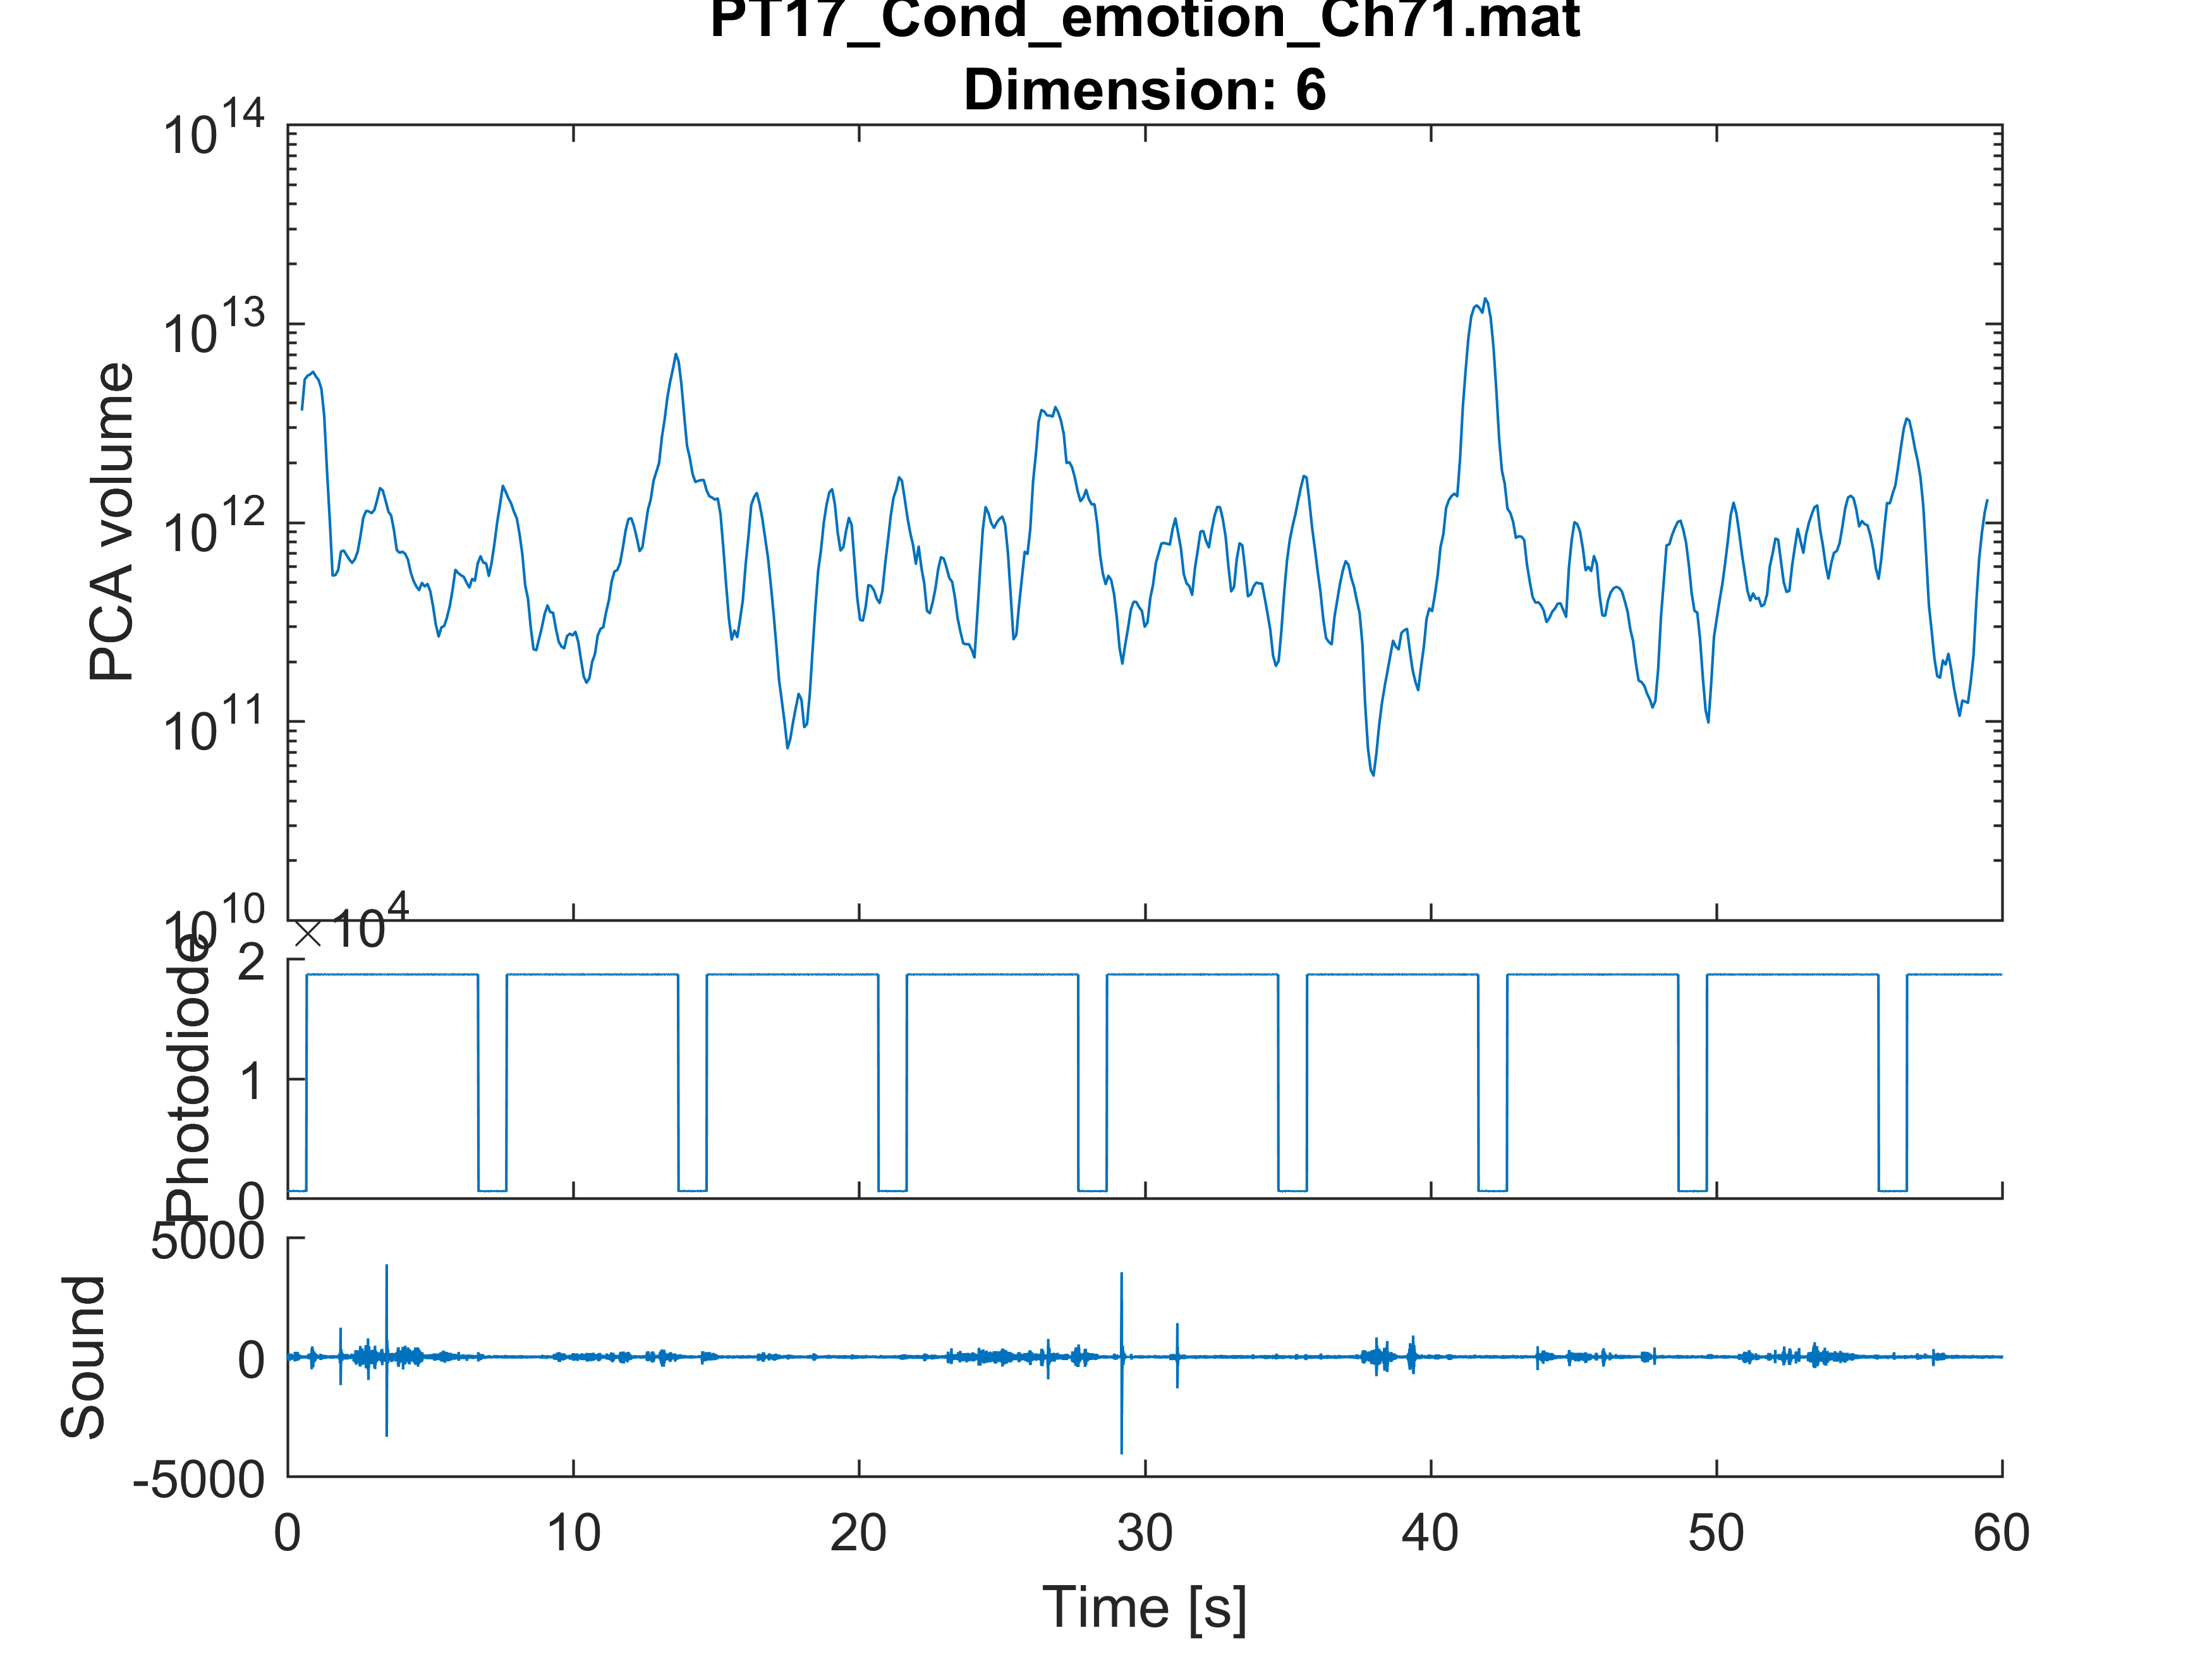 PT17_Cond_emotion_Ch71.mat
Dimension: 6
10^14
10^13
10^12
10^11
10^10
PCA volume
× 10^4
2
1
0
Photodiode
5000
0
-5000
Sound
0 10 20 30 40 50 60
Time [s]